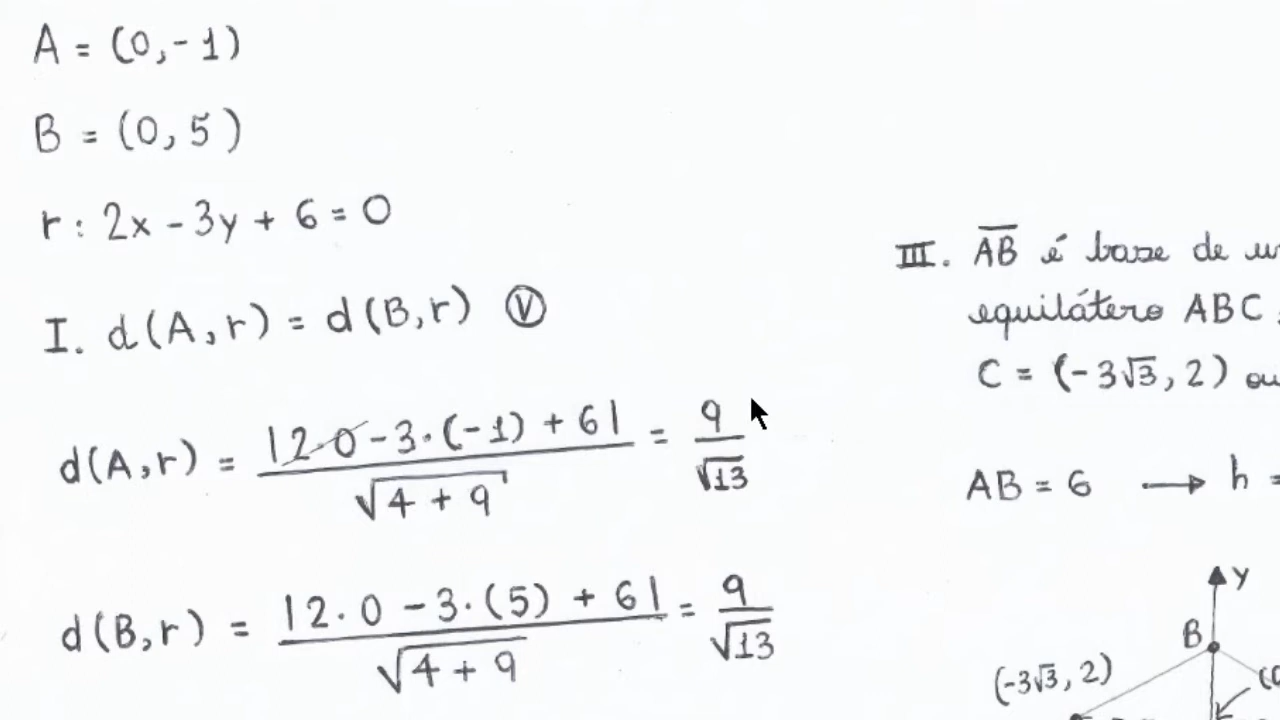 A = (0,-1)
B = (0,5)
r: 2x - 3y + 6 = 0
I. d(A,r) = d(B,r) Ⓥ
d(A,r) = |2·0 - 3·(-1) + 6| / √(4 + 9) = 9/√13
d(B,r) = |2·0 - 3·(5) + 6| / √(4 + 9) = 9/√13
III. A̅B̅ é base de
equilátero ABC
C = (-3√3, 2) ou
AB = 6 → h =
y
B
(-3√3, 2)